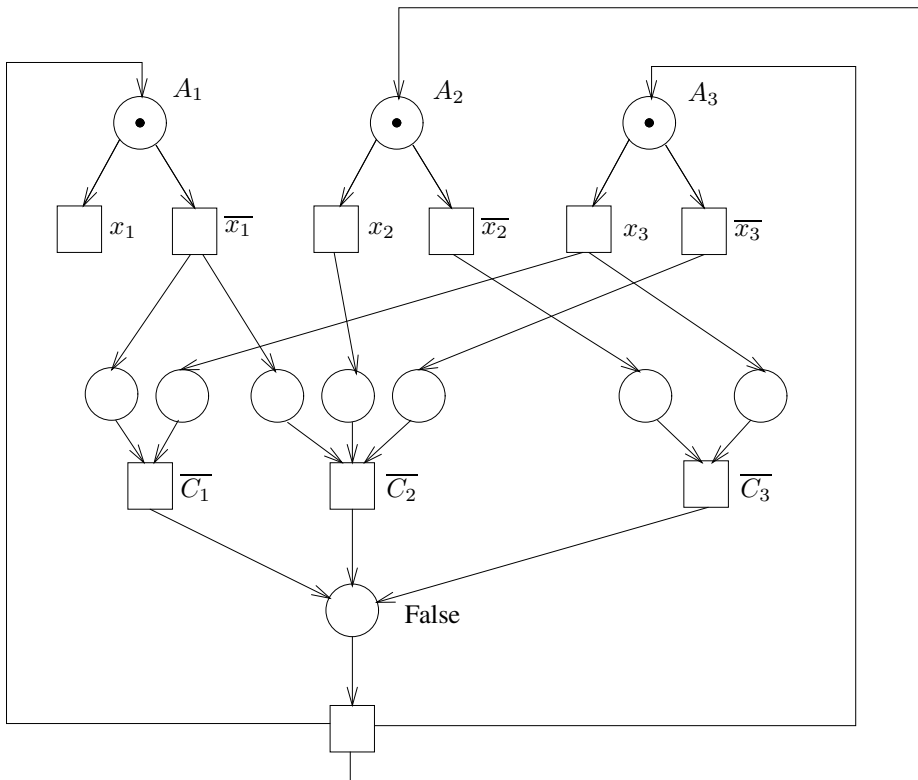 A₁
A₂
A₃
x₁
x̅₁
x₂
x̅₂
x₃
x̅₃
C̅₁
C̅₂
C̅₃
False